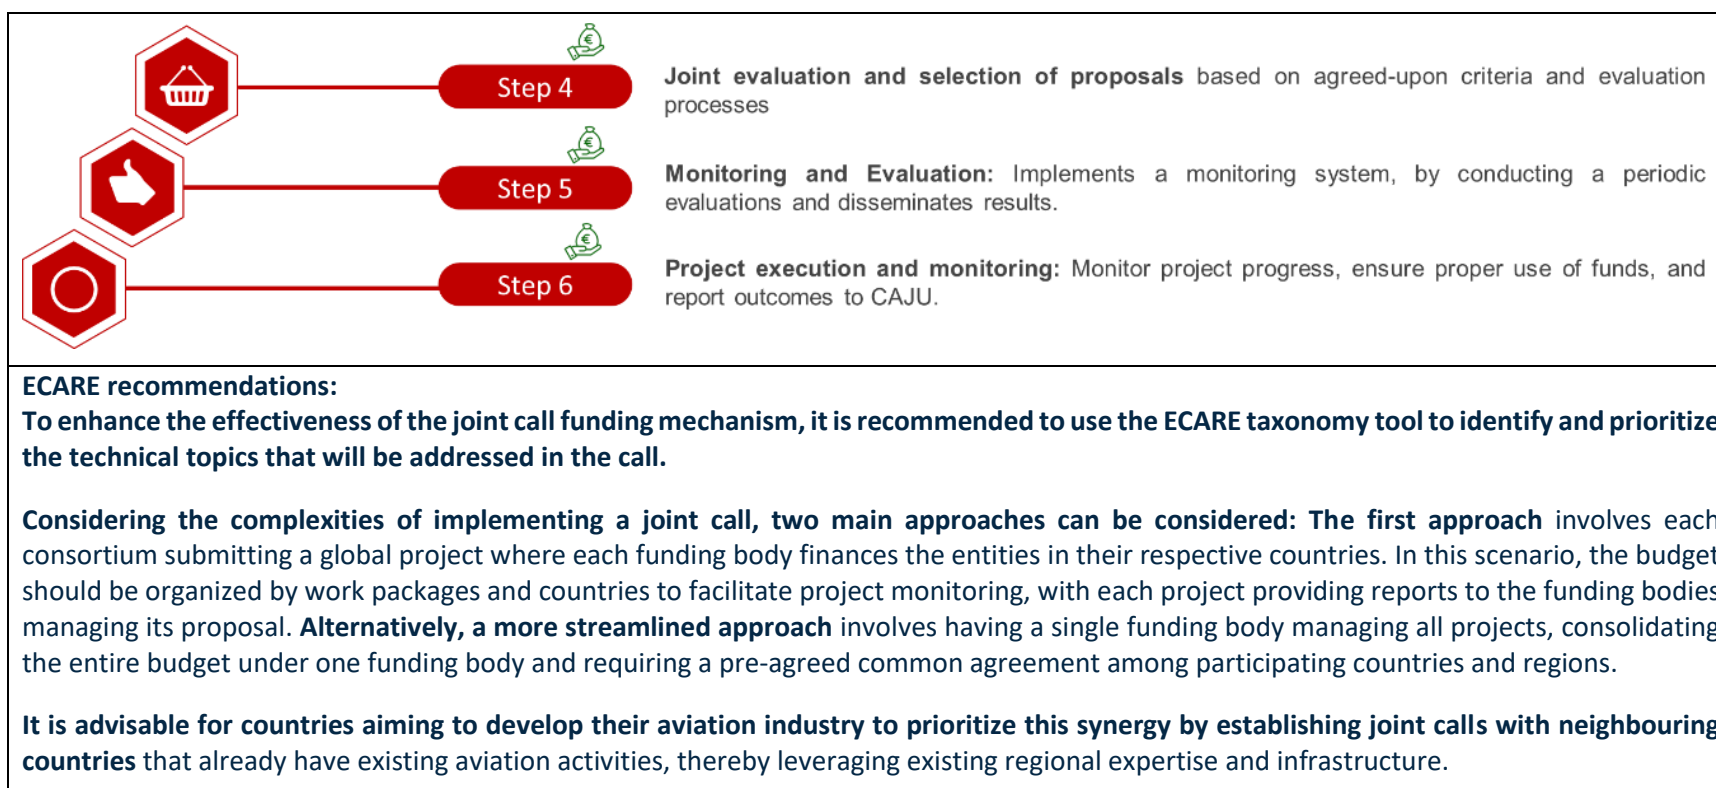 Step 4
Joint evaluation and selection of proposals based on agreed-upon criteria and evaluation
processes
Step 5
Monitoring and Evaluation: Implements a monitoring system, by conducting a periodic
evaluations and disseminates results.
Step 6
Project execution and monitoring: Monitor project progress, ensure proper use of funds, and
report outcomes to CAJU.
ECARE recommendations:
To enhance the effectiveness of the joint call funding mechanism, it is recommended to use the ECARE taxonomy tool to identify and prioritize
the technical topics that will be addressed in the call.
Considering the complexities of implementing a joint call, two main approaches can be considered: The first approach involves each
consortium submitting a global project where each funding body finances the entities in their respective countries. In this scenario, the budget
should be organized by work packages and countries to facilitate project monitoring, with each project providing reports to the funding bodies
managing its proposal. Alternatively, a more streamlined approach involves having a single funding body managing all projects, consolidating
the entire budget under one funding body and requiring a pre-agreed common agreement among participating countries and regions.
It is advisable for countries aiming to develop their aviation industry to prioritize this synergy by establishing joint calls with neighbouring
countries that already have existing aviation activities, thereby leveraging existing regional expertise and infrastructure.